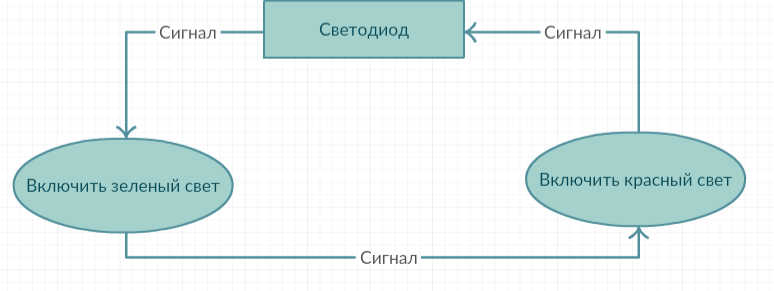 Светодиод
Сигнал
Сигнал
Включить зеленый свет
Включить красный свет
Сигнал